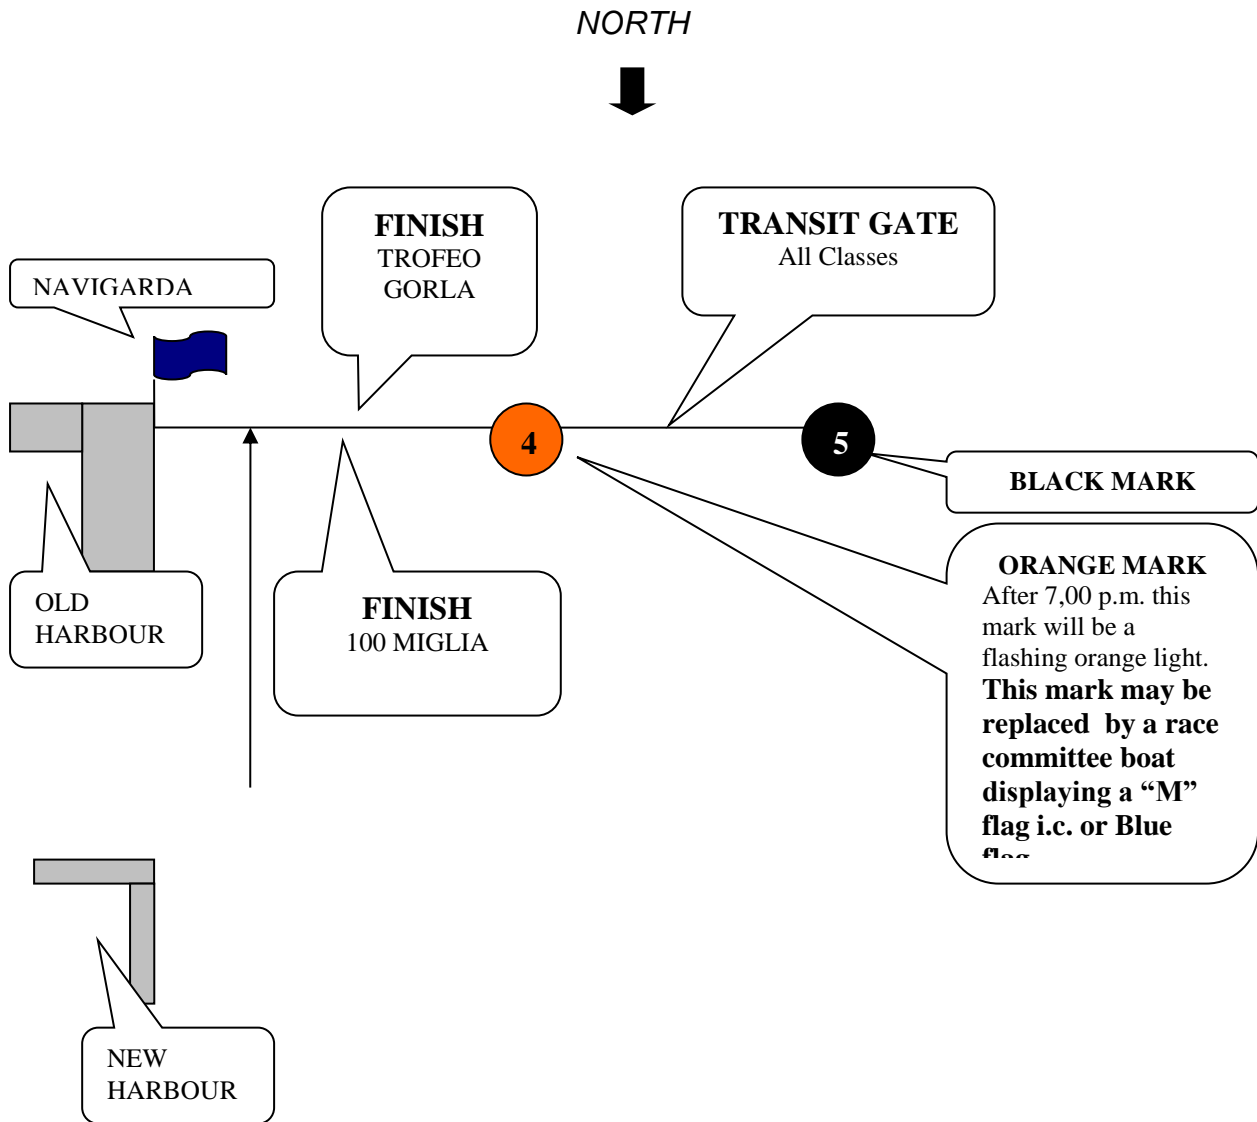 NORTH
FINISH
TROFEO
GORLA
TRANSIT GATE
All Classes
NAVIGARDA
4
5
BLACK MARK
OLD
HARBOUR
FINISH
100 MIGLIA
ORANGE MARK
After 7,00 p.m. this
mark will be a
flashing orange light.
This mark may be
replaced by a race
committee boat
displaying a “M”
flag i.c. or Blue
flag
NEW
HARBOUR